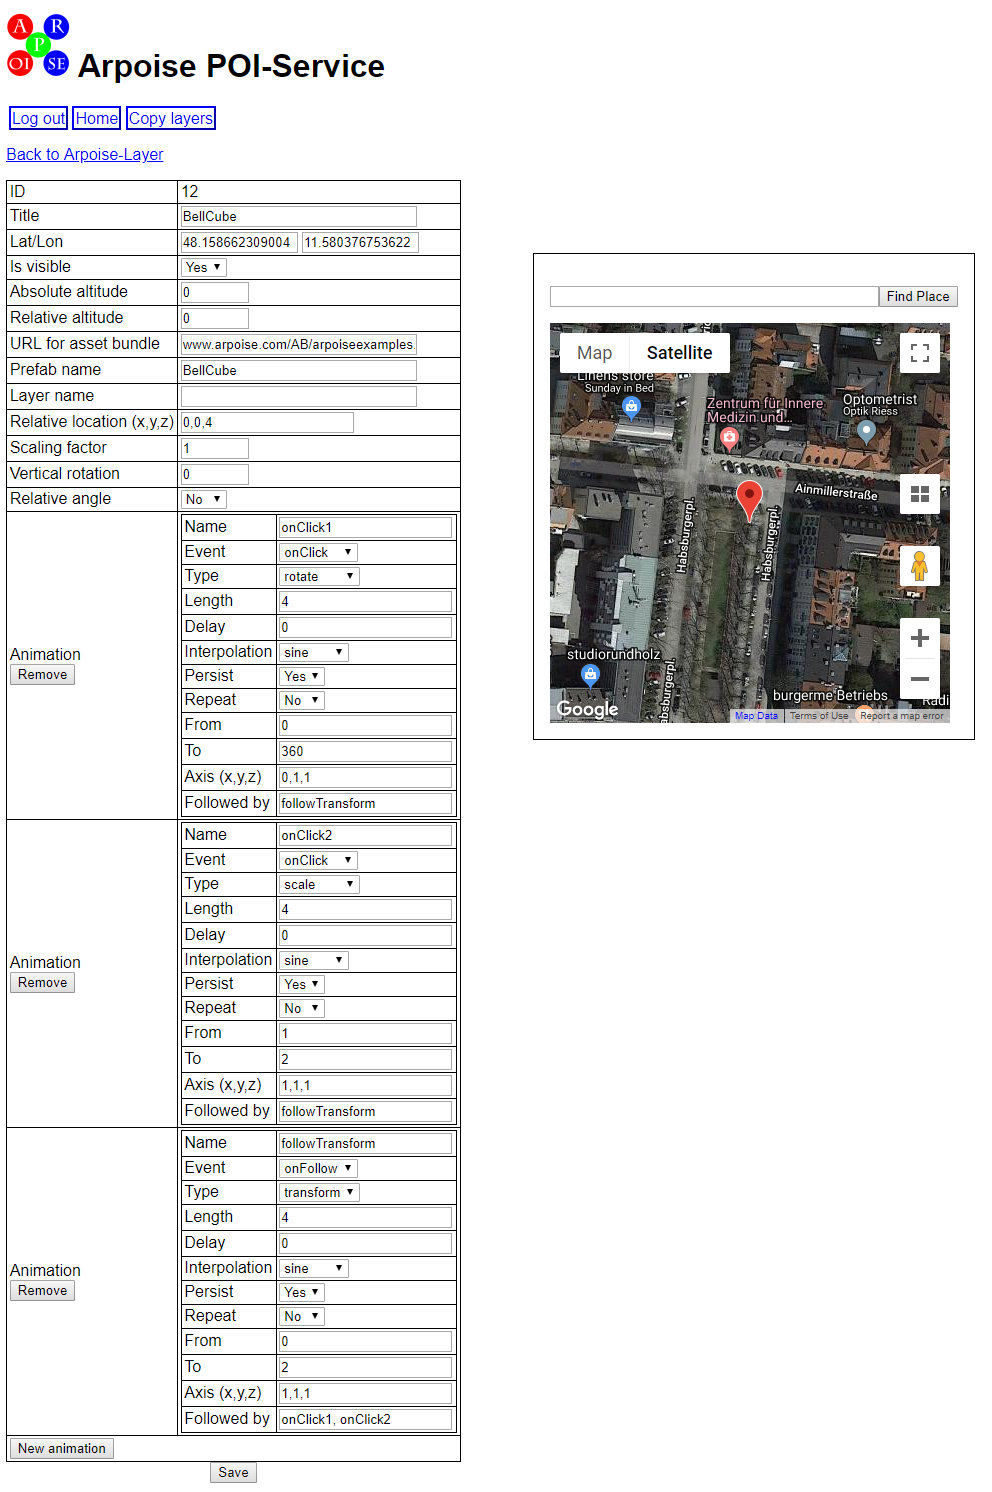 A R
P
OI SE
Arpoise POI-Service
Log out Home Copy layers
Back to Arpoise-Layer
ID 12
Title BellCube
Lat/Lon 48.158662309004 11.580376753622
Is visible Yes
Absolute altitude 0
Relative altitude 0
URL for asset bundle www.arpoise.com/AB/arpoiseexamples.
Prefab name BellCube
Layer name
Relative location (x,y,z) 0,0,4
Scaling factor 1
Vertical rotation 0
Relative angle No
Animation
Remove
Name onClick1
Event onClick
Type rotate
Length 4
Delay 0
Interpolation sine
Persist Yes
Repeat No
From 0
To 360
Axis (x,y,z) 0,1,1
Followed by followTransform
Animation
Remove
Name onClick2
Event onClick
Type scale
Length 4
Delay 0
Interpolation sine
Persist Yes
Repeat No
From 1
To 2
Axis (x,y,z) 1,1,1
Followed by followTransform
Animation
Remove
Name followTransform
Event onFollow
Type transform
Length 4
Delay 0
Interpolation sine
Persist Yes
Repeat No
From 0
To 2
Axis (x,y,z) 1,1,1
Followed by onClick1, onClick2
New animation
Save
Find Place
Map Satellite
Linens store
Sunday in Bed
Zentrum für Innere
Medizin und...
Optometrist
Optik Riess
Ainmillerstraße
Habsburgerpl.
Habsburgerpl.
studiorundholz
absburgerpl.
burgerme Betriebs
Radi
Google
Map Data Terms of Use Report a map error